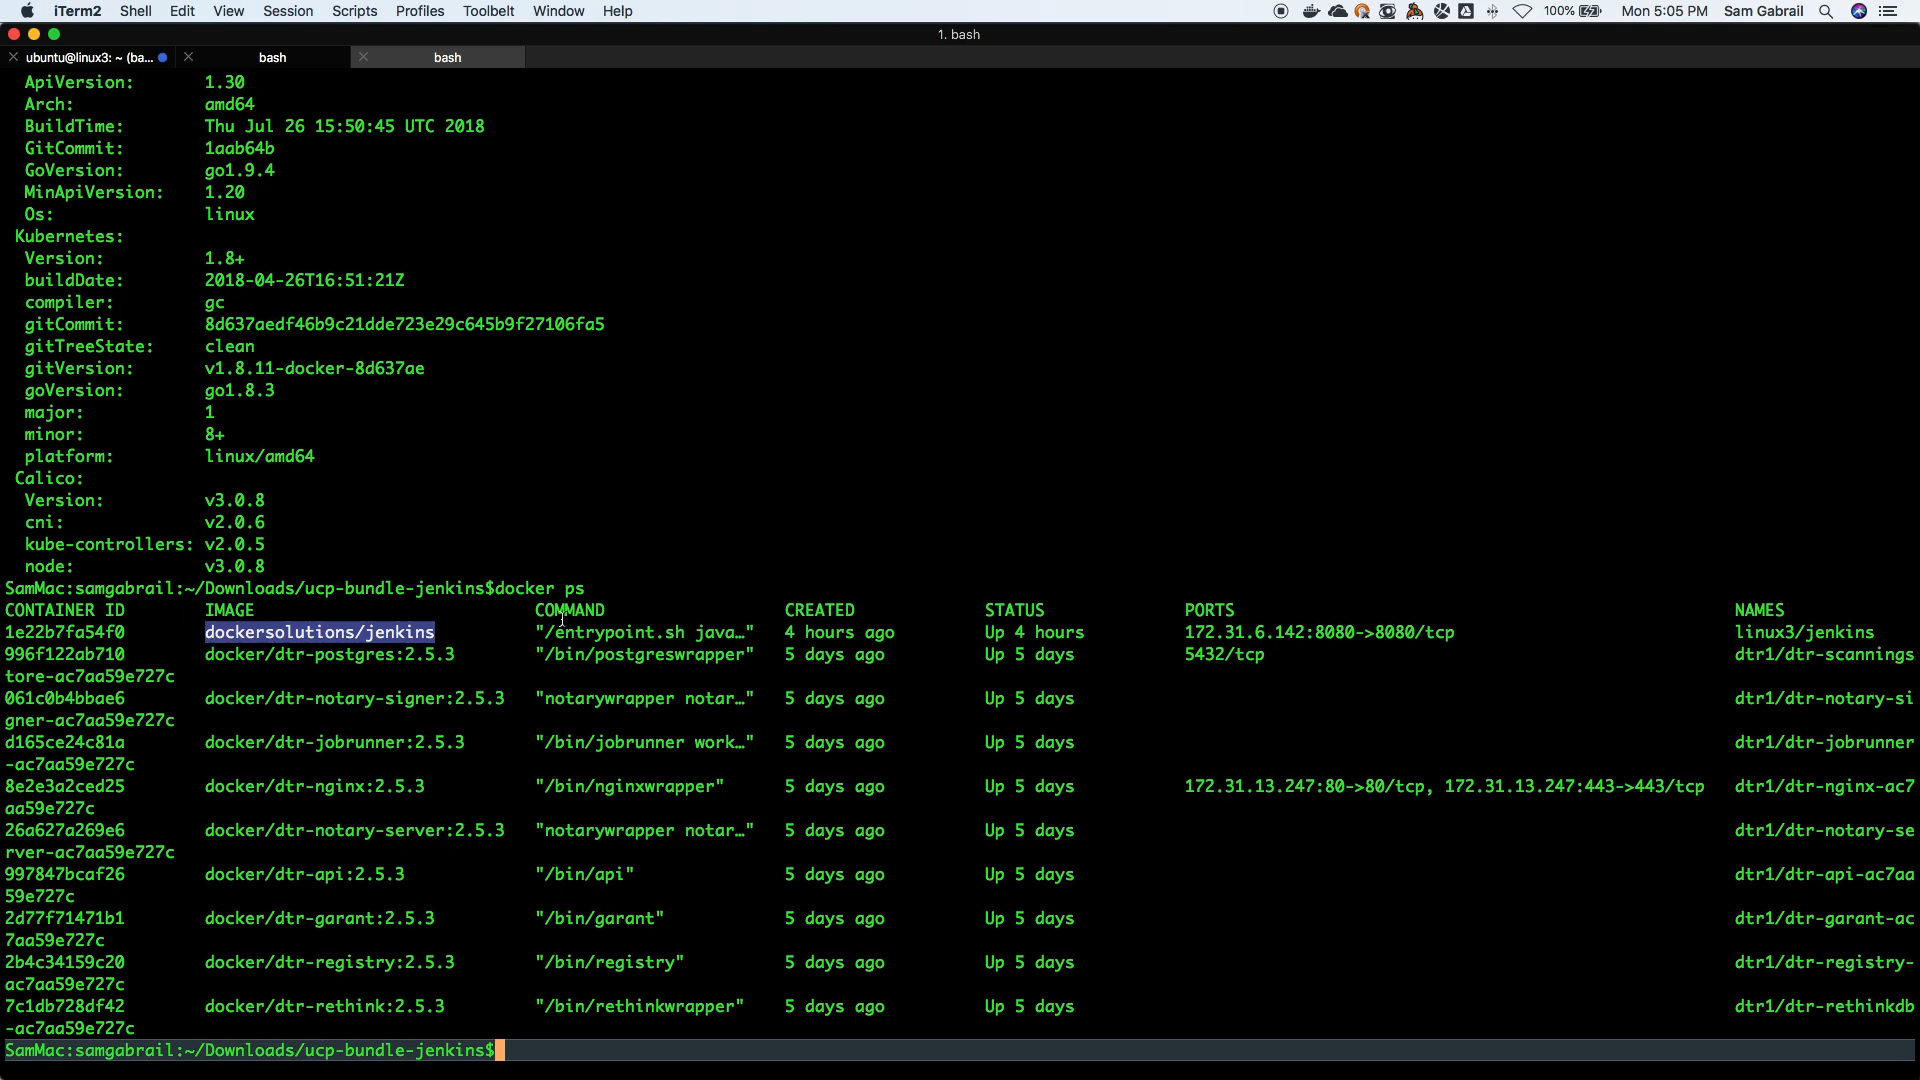 iTerm2 Shell Edit View Session Scripts Profiles Toolbelt Window Help 100% Mon 5:05 PM Sam Gabrail
1. bash
ubuntu@linux3: ~ (ba... bash bash
ApiVersion: 1.30
Arch: amd64
BuildTime: Thu Jul 26 15:50:45 UTC 2018
GitCommit: 1aab64b
GoVersion: go1.9.4
MinApiVersion: 1.20
Os: linux
Kubernetes:
Version: 1.8+
buildDate: 2018-04-26T16:51:21Z
compiler: gc
gitCommit: 8d637aedf46b9c21dde723e29c645b9f27106fa5
gitTreeState: clean
gitVersion: v1.8.11-docker-8d637ae
goVersion: go1.8.3
major: 1
minor: 8+
platform: linux/amd64
Calico:
Version: v3.0.8
cni: v2.0.6
kube-controllers: v2.0.5
node: v3.0.8
SamMac:samgabrail:~/Downloads/ucp-bundle-jenkins$docker ps
CONTAINER ID IMAGE COMMAND CREATED STATUS PORTS NAMES
1e22b7fa54f0 dockersolutions/jenkins "/entrypoint.sh java…" 4 hours ago Up 4 hours 172.31.6.142:8080->8080/tcp linux3/jenkins
996f122ab710 docker/dtr-postgres:2.5.3 "/bin/postgreswrapper" 5 days ago Up 5 days 5432/tcp dtr1/dtr-scannings
tore-ac7aa59e727c
061c0b4bbae6 docker/dtr-notary-signer:2.5.3 "notarywrapper notar…" 5 days ago Up 5 days dtr1/dtr-notary-si
gner-ac7aa59e727c
d165ce24c81a docker/dtr-jobrunner:2.5.3 "/bin/jobrunner work…" 5 days ago Up 5 days dtr1/dtr-jobrunner
-ac7aa59e727c
8e2e3a2ced25 docker/dtr-nginx:2.5.3 "/bin/nginxwrapper" 5 days ago Up 5 days 172.31.13.247:80->80/tcp, 172.31.13.247:443->443/tcp dtr1/dtr-nginx-ac7
aa59e727c
26a627a269e6 docker/dtr-notary-server:2.5.3 "notarywrapper notar…" 5 days ago Up 5 days dtr1/dtr-notary-se
rver-ac7aa59e727c
997847bcaf26 docker/dtr-api:2.5.3 "/bin/api" 5 days ago Up 5 days dtr1/dtr-api-ac7aa
59e727c
2d77f71471b1 docker/dtr-garant:2.5.3 "/bin/garant" 5 days ago Up 5 days dtr1/dtr-garant-ac
7aa59e727c
2b4c34159c20 docker/dtr-registry:2.5.3 "/bin/registry" 5 days ago Up 5 days dtr1/dtr-registry-
ac7aa59e727c
7c1db728df42 docker/dtr-rethink:2.5.3 "/bin/rethinkwrapper" 5 days ago Up 5 days dtr1/dtr-rethinkdb
-ac7aa59e727c
SamMac:samgabrail:~/Downloads/ucp-bundle-jenkins$